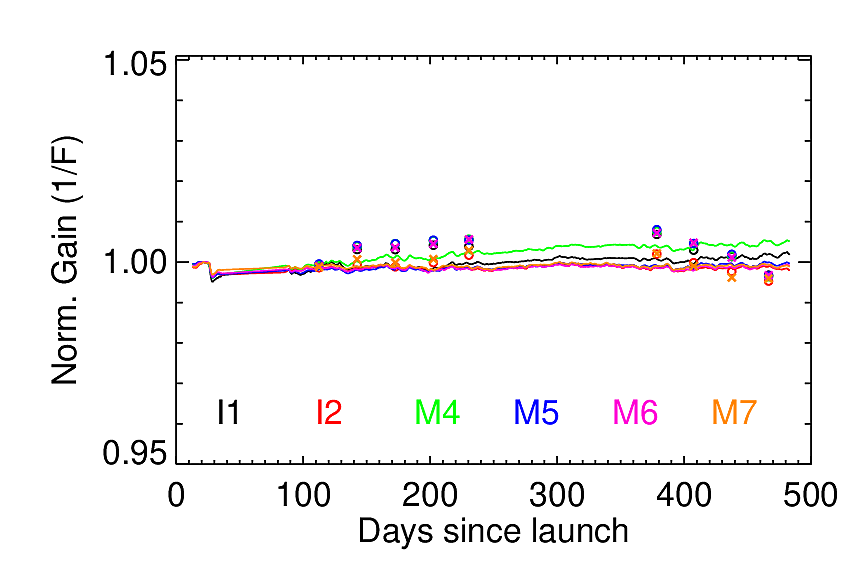 1.05
1.00
0.95
Norm. Gain (1/F)
I1 I2 M4 M5 M6 M7
0 100 200 300 400 500
Days since launch